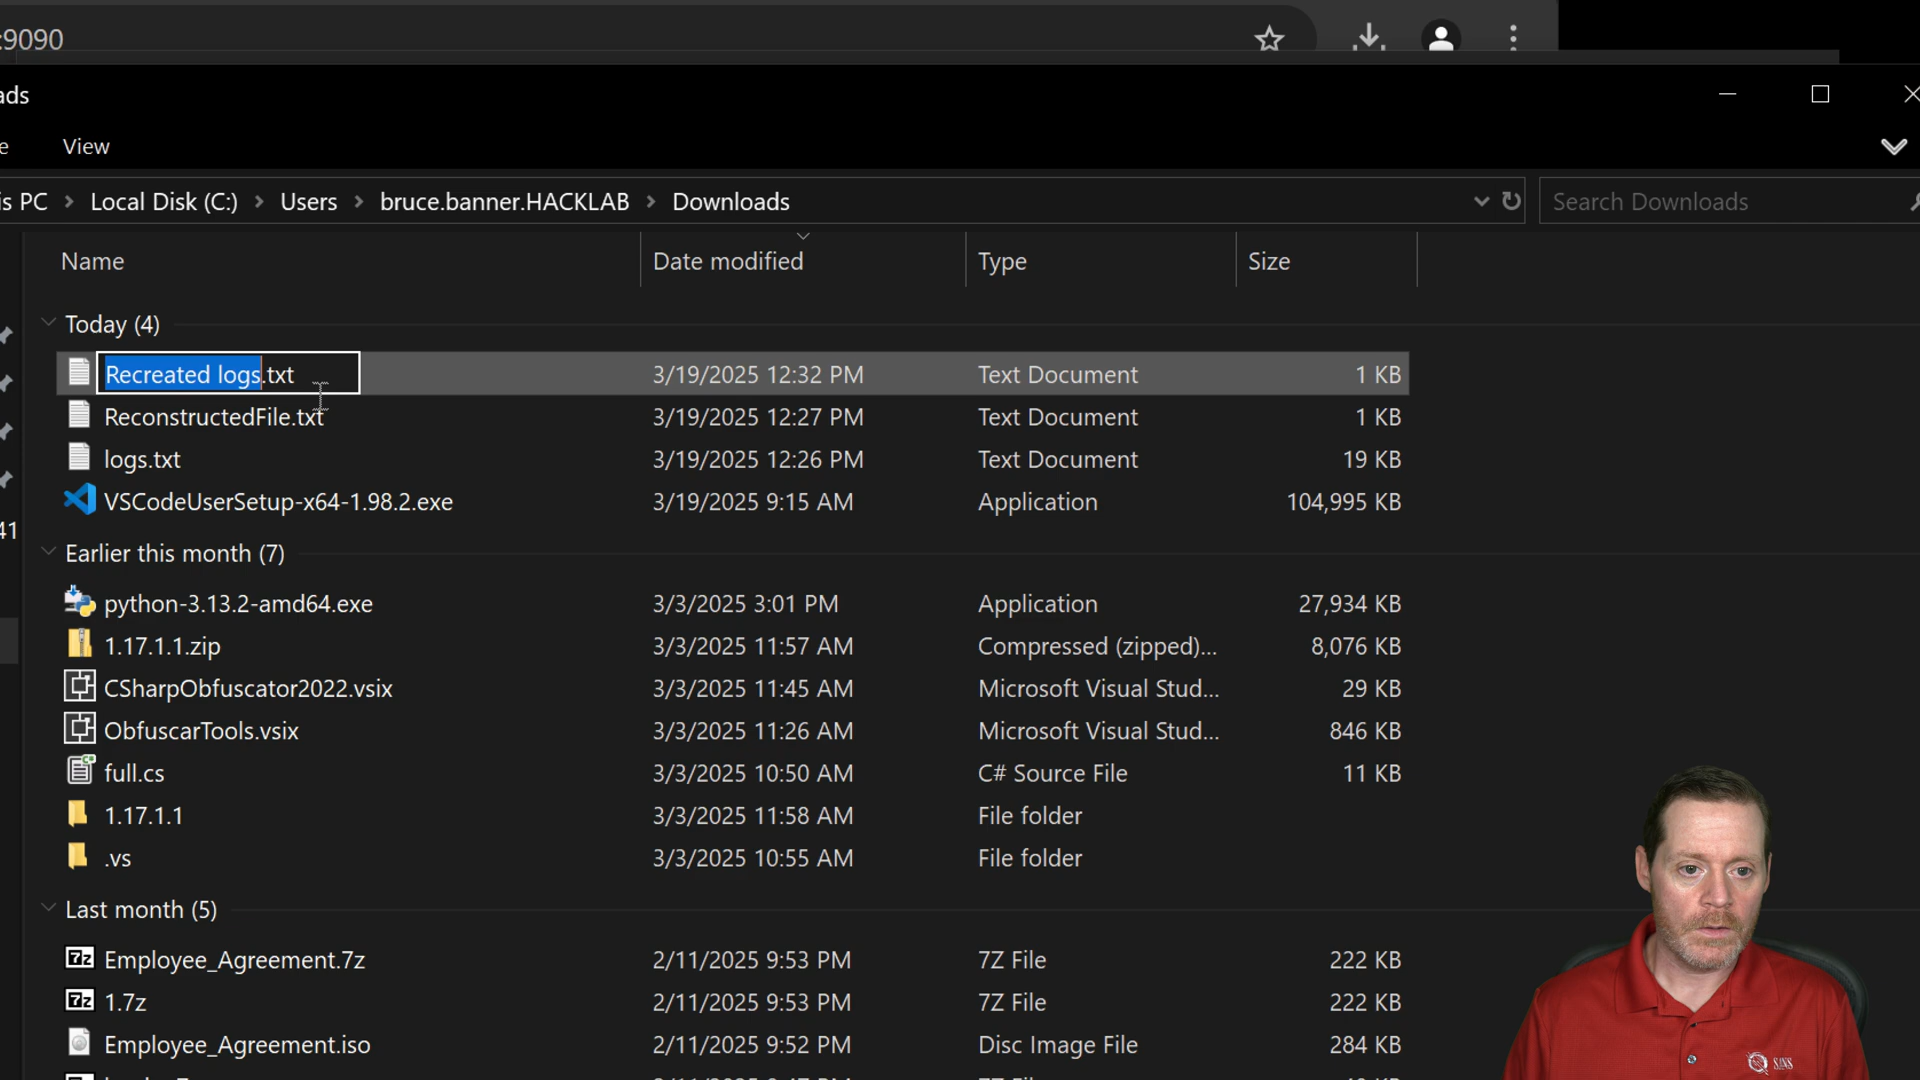 :9090
ads
e View
is PC > Local Disk (C:) > Users > bruce.banner.HACKLAB > Downloads Search Downloads
Name Date modified Type Size
Today (4)
Recreated logs.txt 3/19/2025 12:32 PM Text Document 1 KB
ReconstructedFile.txt 3/19/2025 12:27 PM Text Document 1 KB
logs.txt 3/19/2025 12:26 PM Text Document 19 KB
VSCodeUserSetup-x64-1.98.2.exe 3/19/2025 9:15 AM Application 104,995 KB
41
Earlier this month (7)
python-3.13.2-amd64.exe 3/3/2025 3:01 PM Application 27,934 KB
1.17.1.1.zip 3/3/2025 11:57 AM Compressed (zipped)... 8,076 KB
CSharpObfuscator2022.vsix 3/3/2025 11:45 AM Microsoft Visual Stud... 29 KB
ObfuscarTools.vsix 3/3/2025 11:26 AM Microsoft Visual Stud... 846 KB
full.cs 3/3/2025 10:50 AM C# Source File 11 KB
1.17.1.1 3/3/2025 11:58 AM File folder
.vs 3/3/2025 10:55 AM File folder
Last month (5)
Employee_Agreement.7z 2/11/2025 9:53 PM 7Z File 222 KB
1.7z 2/11/2025 9:53 PM 7Z File 222 KB
Employee_Agreement.iso 2/11/2025 9:52 PM Disc Image File 284 KB
SANS